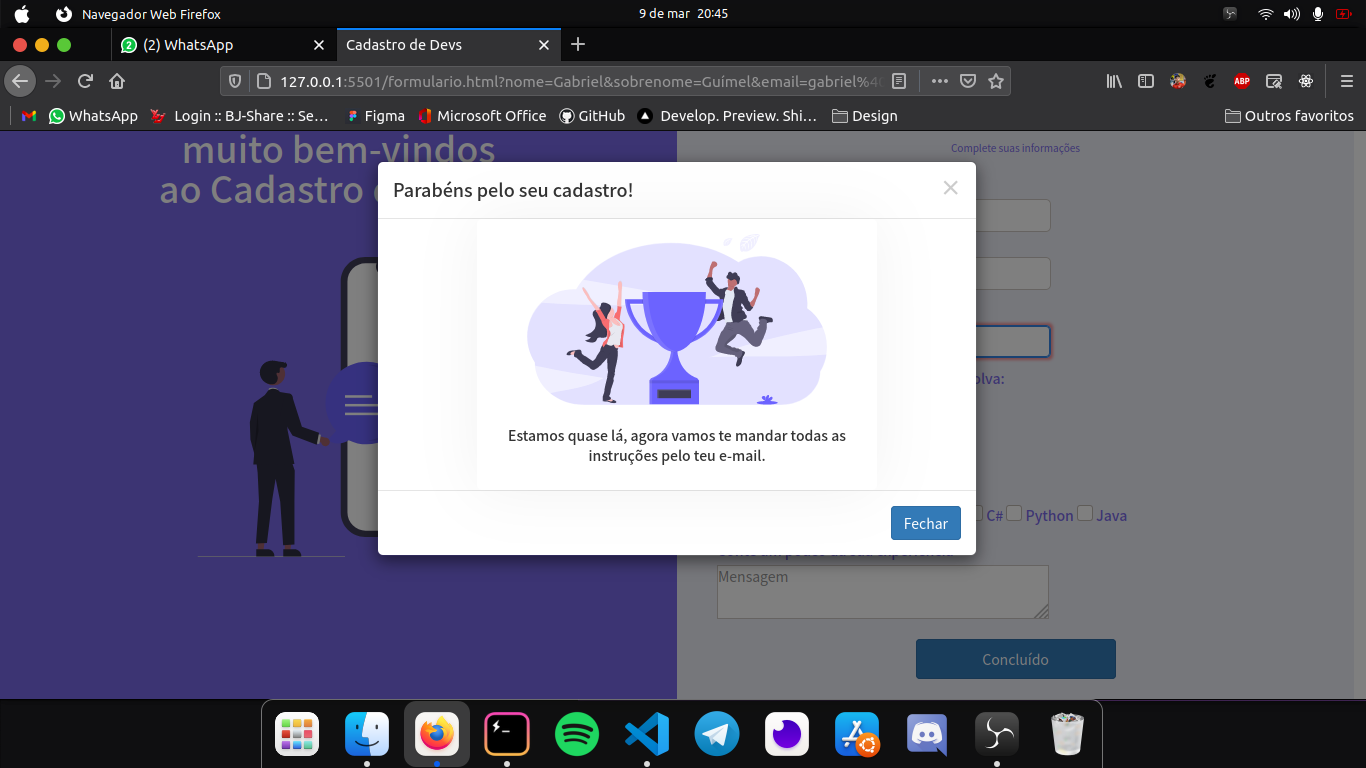 Navegador Web Firefox
9 de mar 20:45
2
(2) WhatsApp
Cadastro de Devs
127.0.0.1:5501/formulario.html?nome=Gabriel&sobrenome=Guímel&email=gabriel%4
ABP
WhatsApp
Login :: BJ-Share :: Se...
Figma
Microsoft Office
GitHub
Develop. Preview. Shi...
Design
Outros favoritos
muito bem-vindos
ao Cadastro
Complete suas informações
Parabéns pelo seu cadastro!
Estamos quase lá, agora vamos te mandar todas as
instruções pelo teu e-mail.
Fechar
olva:
C#
Python
Java
Mensagem
Concluído